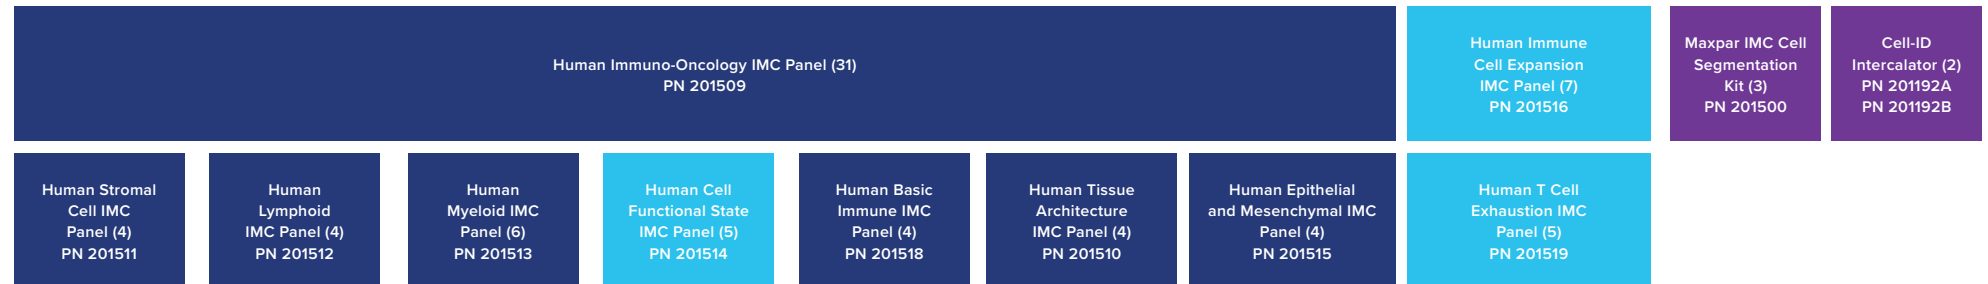 Human Immuno-Oncology IMC Panel (31)
PN 201509
Human Immune
Cell Expansion
IMC Panel (7)
PN 201516
Maxpar IMC Cell
Segmentation
Kit (3)
PN 201500
Cell-ID
Intercalator (2)
PN 201192A
PN 201192B
Human Stromal
Cell IMC
Panel (4)
PN 201511
Human
Lymphoid
IMC Panel (4)
PN 201512
Human
Myeloid IMC
Panel (6)
PN 201513
Human Cell
Functional State
IMC Panel (5)
PN 201514
Human Basic
Immune IMC
Panel (4)
PN 201518
Human Tissue
Architecture
IMC Panel (4)
PN 201510
Human Epithelial
and Mesenchymal IMC
Panel (4)
PN 201515
Human T Cell
Exhaustion IMC
Panel (5)
PN 201519